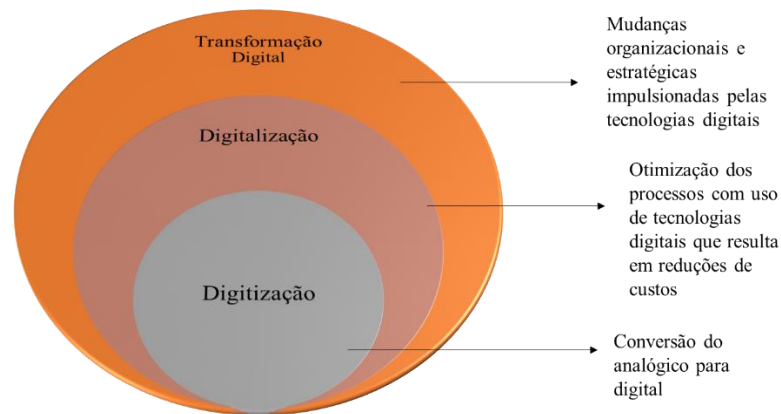 Transformação
Digital
Mudanças
organizacionais e
estratégicas
impulsionadas pelas
tecnologias digitais
Digitalização
Otimização dos
processos com uso
de tecnologias
digitais que resulta
em reduções de
custos
Digitização
Conversão do
analógico para
digital